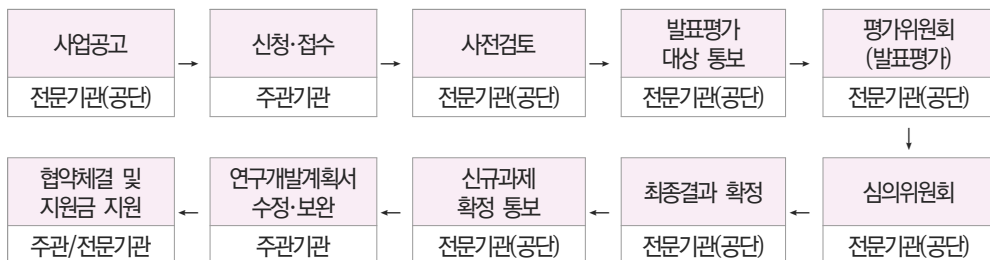 사업공고
전문기관(공단)
→
신청·접수
주관기관
→
사전검토
전문기관(공단)
→
발표평가
대상 통보
전문기관(공단)
→
평가위원회
(발표평가)
전문기관(공단)
↓
심의위원회
전문기관(공단)
←
최종결과 확정
전문기관(공단)
←
신규과제
확정 통보
전문기관(공단)
←
연구개발계획서
수정·보완
주관기관
←
협약체결 및
지원금 지원
주관/전문기관